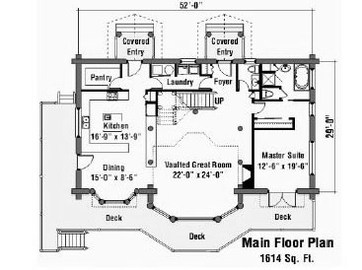 52'-0"
Covered
Entry
Covered
Entry
Pantry
Laundry
Foyer
UP
Kitchen
16'-9" x 13'-9"
29'-0"
Dining
15'-0" x 8'-6"
Vaulted Great Room
22'-0" x 24'-0"
Master Suite
12'-6" x 19'-6"
Deck
Deck
Deck
Main Floor Plan
1614 Sq. Ft.